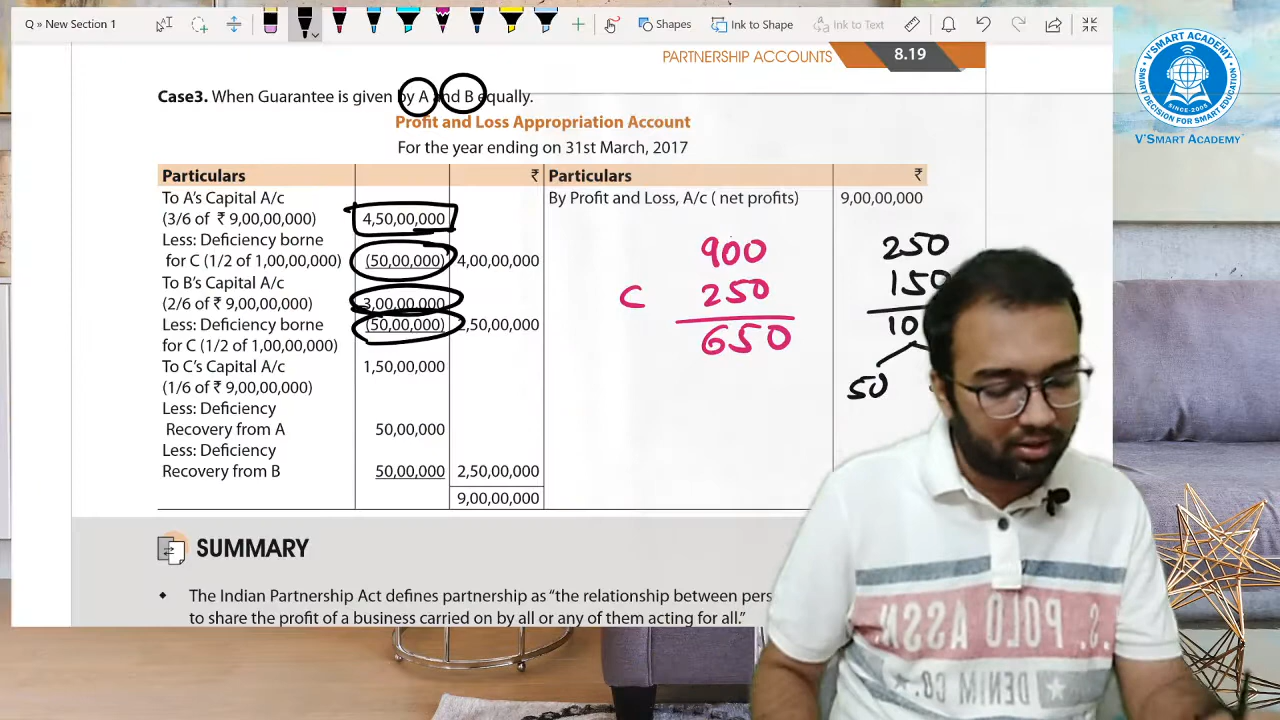 Q » New Section 1
Shapes
Ink to Shape
Ink to Text
PARTNERSHIP ACCOUNTS 8.19
V'SMART ACADEMY
SMART DECISION FOR SMART EDUCATION
SINCE-2005
V'SMART ACADEMY
Case3. When Guarantee is given by A and B equally.
Profit and Loss Appropriation Account
For the year ending on 31st March, 2017
Particulars ₹ Particulars ₹
To A's Capital A/c By Profit and Loss, A/c ( net profits) 9,00,00,000
(3/6 of ₹ 9,00,00,000) 4,50,00,000
Less: Deficiency borne
for C (1/2 of 1,00,00,000) (50,00,000) 4,00,00,000
To B's Capital A/c
(2/6 of ₹ 9,00,00,000) 3,00,00,000
Less: Deficiency borne (50,00,000) 2,50,00,000
for C (1/2 of 1,00,00,000)
To C's Capital A/c 1,50,00,000
(1/6 of ₹ 9,00,00,000)
Less: Deficiency
Recovery from A 50,00,000
Less: Deficiency
Recovery from B 50,00,000 2,50,00,000
9,00,00,000
900
C 250
650
250
150
10
50
SUMMARY
The Indian Partnership Act defines partnership as "the relationship between
to share the profit of a business carried on by all or any of them acting for all."
U.S. POLO ASSN.
DENIM CO.